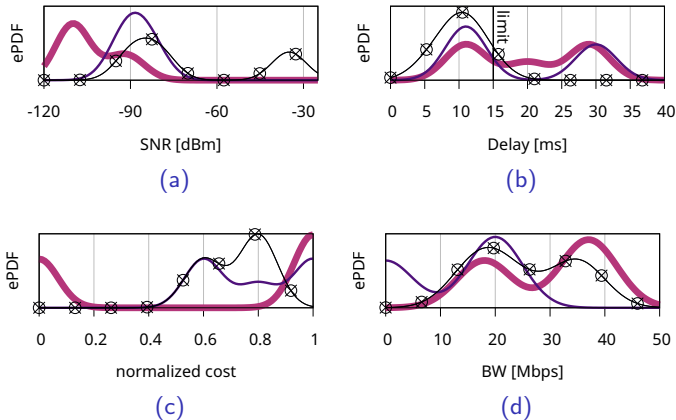 ePDF
-120 -90 -60 -30
SNR [dBm]
(a)
ePDF
llimit
0 5 10 15 20 25 30 35 40
Delay [ms]
(b)
ePDF
0 0.2 0.4 0.6 0.8 1
normalized cost
(c)
ePDF
0 10 20 30 40 50
BW [Mbps]
(d)